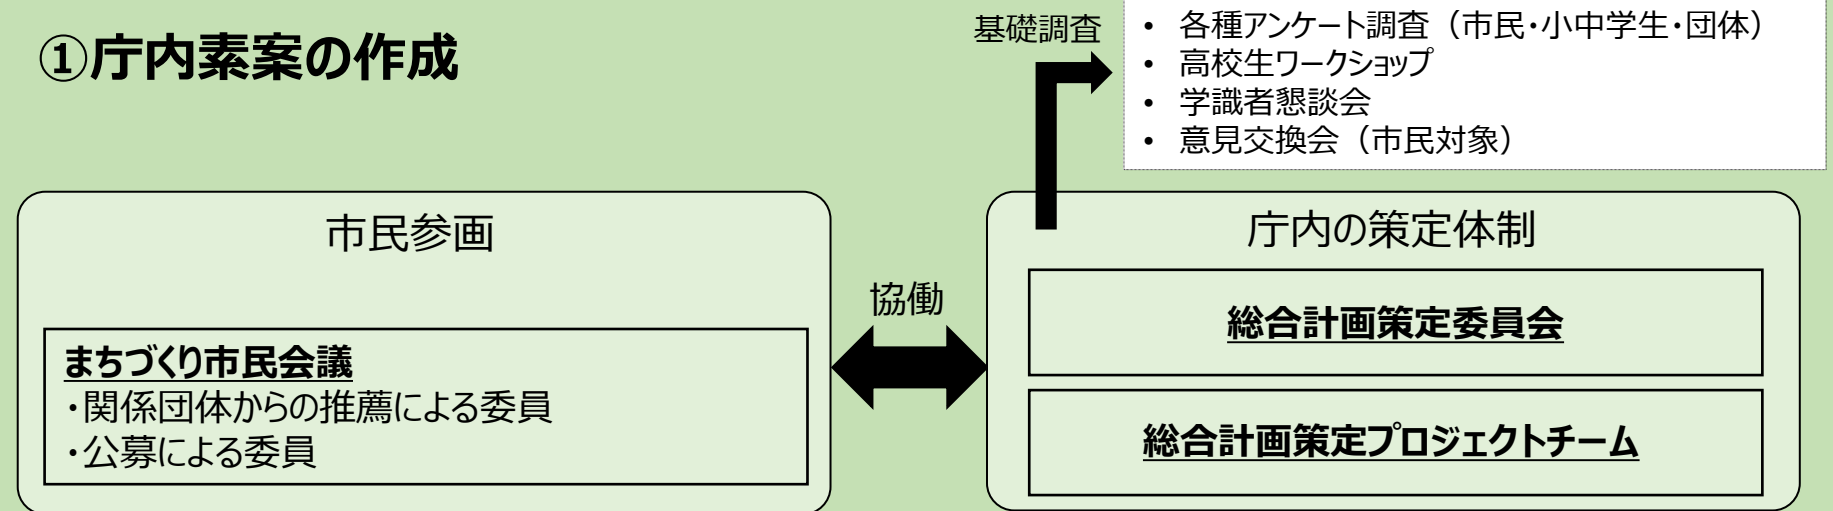 ①庁内素案の作成
基礎調査
• 各種アンケート調査（市民・小中学生・団体）
• 高校生ワークショップ
• 学識者懇談会
• 意見交換会（市民対象）
市民参画
まちづくり市民会議
・関係団体からの推薦による委員
・公募による委員
協働
庁内の策定体制
総合計画策定委員会
総合計画策定プロジェクトチーム